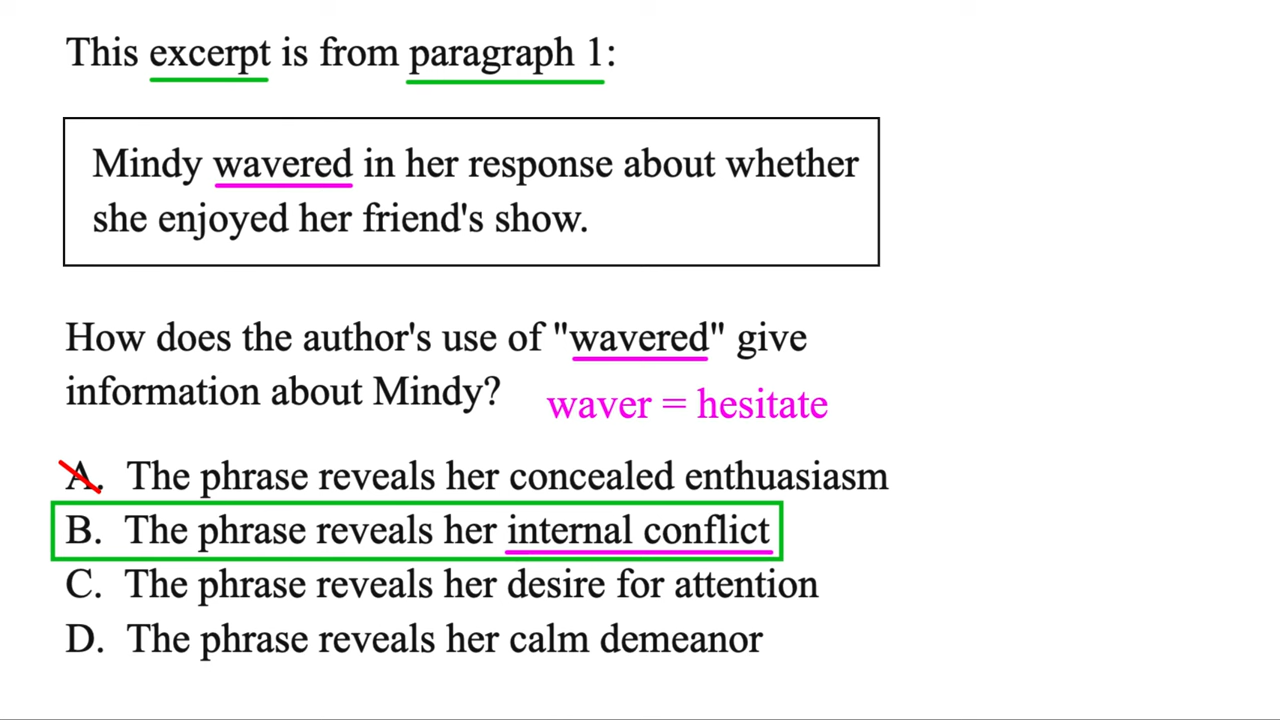 This excerpt is from paragraph 1:
Mindy wavered in her response about whether
she enjoyed her friend's show.
How does the author's use of "wavered" give
information about Mindy?
waver = hesitate
A. The phrase reveals her concealed enthuasiasm
B. The phrase reveals her internal conflict
C. The phrase reveals her desire for attention
D. The phrase reveals her calm demeanor